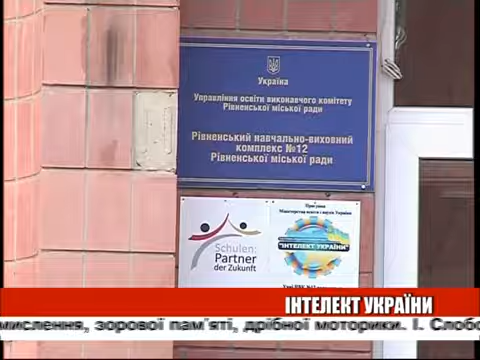 Україна
Управління освіти виконавчого комітету
Рівненської міської ради
Рівненський навчально-виховний
комплекс №12
Рівненської міської ради
Schulen:
Partner
der Zukunft
Програма
Міністерства освіти і науки України
"ІНТЕЛЕКТ УКРАЇНИ"
ІНТЕЛЕКТ УКРАЇНИ
мислення, зорової пам'яті, дрібної моторики. І. Слобо